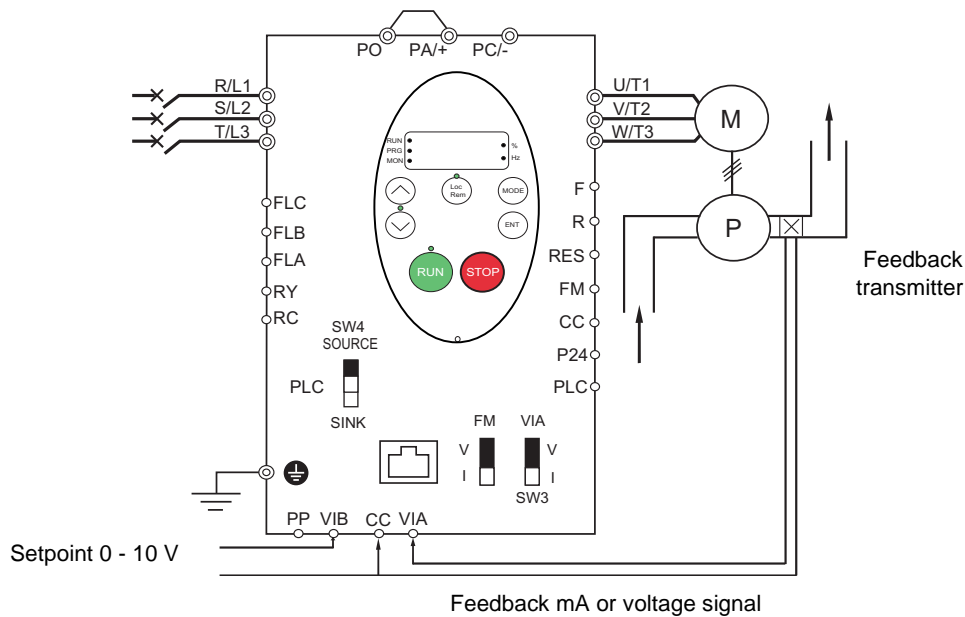 PO PA/+ PC/-
R/L1
S/L2
T/L3
U/T1
V/T2
W/T3
M
RUN
PRG
MON
%
Hz
Loc
Rem
MODE
ENT
RUN
STOP
FLC
FLB
FLA
RY
RC
F
R
RES
FM
CC
P24
PLC
P
Feedback
transmitter
SW4
SOURCE
PLC
SINK
FM VIA
V V
I I
SW3
PP VIB CC VIA
Setpoint 0 - 10 V
Feedback mA or voltage signal